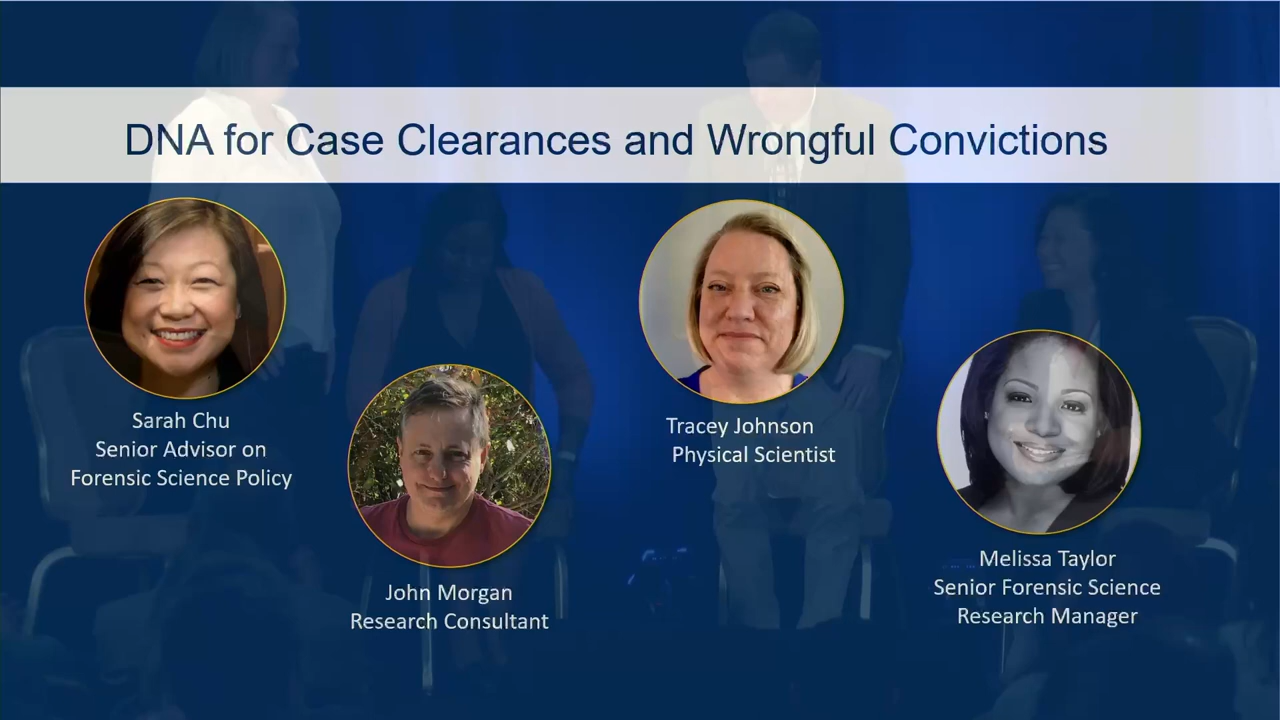 DNA for Case Clearances and Wrongful Convictions
Sarah Chu
Senior Advisor on
Forensic Science Policy
John Morgan
Research Consultant
Tracey Johnson
Physical Scientist
Melissa Taylor
Senior Forensic Science
Research Manager